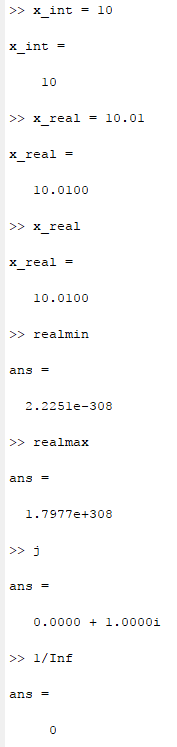 >> x_int = 10
x_int =
10
>> x_real = 10.01
x_real =
10.0100
>> x_real
x_real =
10.0100
>> realmin
ans =
2.2251e-308
>> realmax
ans =
1.7977e+308
>> j
ans =
0.0000 + 1.0000i
>> 1/Inf
ans =
0